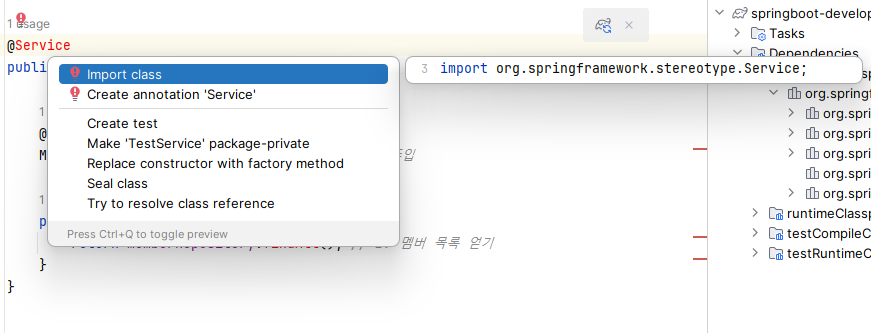 1 usage
springboot-develop
@Service
Tasks
publi
Dependencies
Import class
3 import org.springframework.stereotype.Service;
Create annotation 'Service'
org.springf
1
Create test
org.spri
@
Make 'TestService' package-private
org.spri
M
Replace constructor with factory method
입
org.spri
Seal class
org.spri
1
Try to resolve class reference
org.spri
p
runtimeClassp
Press Ctrl+Q to toggle preview
testCompileC
멤버 목록 얻기
}
testRuntimeC
}